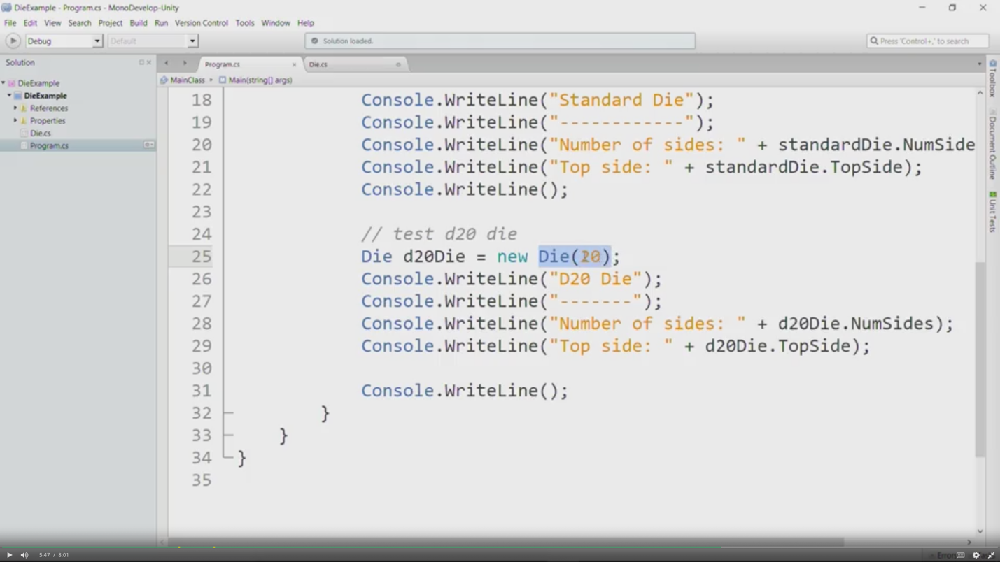 DieExample - Program.cs - MonoDevelop-Unity
File Edit View Search Project Build Run Version Control Tools Window Help
Debug Default Solution loaded. Press 'Control+,' to search
Solution
Program.cs Die.cs
MainClass Main(string[] args)
DieExample
DieExample
References
Properties
Die.cs
Program.cs
18 Console.WriteLine("Standard Die");
19 Console.WriteLine("------------");
20 Console.WriteLine("Number of sides: " + standardDie.NumSide
21 Console.WriteLine("Top side: " + standardDie.TopSide);
22 Console.WriteLine();
23
24 // test d20 die
25 Die d20Die = new Die(20);
26 Console.WriteLine("D20 Die");
27 Console.WriteLine("-------");
28 Console.WriteLine("Number of sides: " + d20Die.NumSides);
29 Console.WriteLine("Top side: " + d20Die.TopSide);
30
31 Console.WriteLine();
32 }
33 }
34 }
35
Toolbox
Document Outline
Unit Tests
5:47 / 8:01